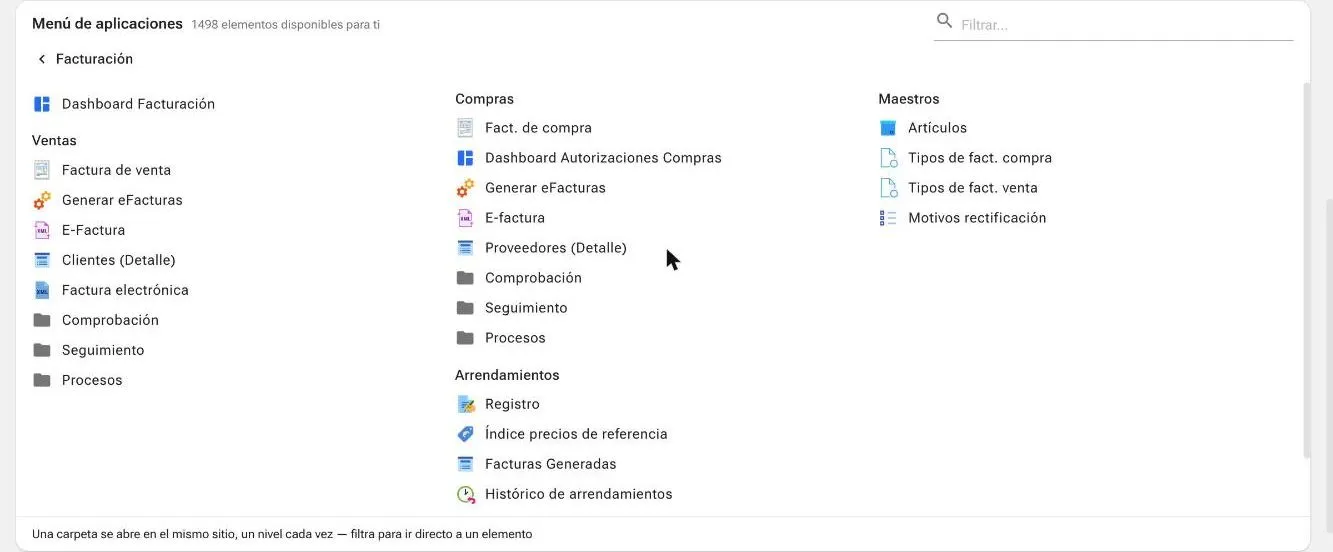 Menú de aplicaciones 1498 elementos disponibles para ti
Filtrar...
Facturación
Dashboard Facturación
Ventas
Factura de venta
Generar eFacturas
E-Factura
Clientes (Detalle)
Factura electrónica
Comprobación
Seguimiento
Procesos
Compras
Fact. de compra
Dashboard Autorizaciones Compras
Generar eFacturas
E-factura
Proveedores (Detalle)
Comprobación
Seguimiento
Procesos
Arrendamientos
Registro
Índice precios de referencia
Facturas Generadas
Histórico de arrendamientos
Maestros
Artículos
Tipos de fact. compra
Tipos de fact. venta
Motivos rectificación
Una carpeta se abre en el mismo sitio, un nivel cada vez — filtra para ir directo a un elemento